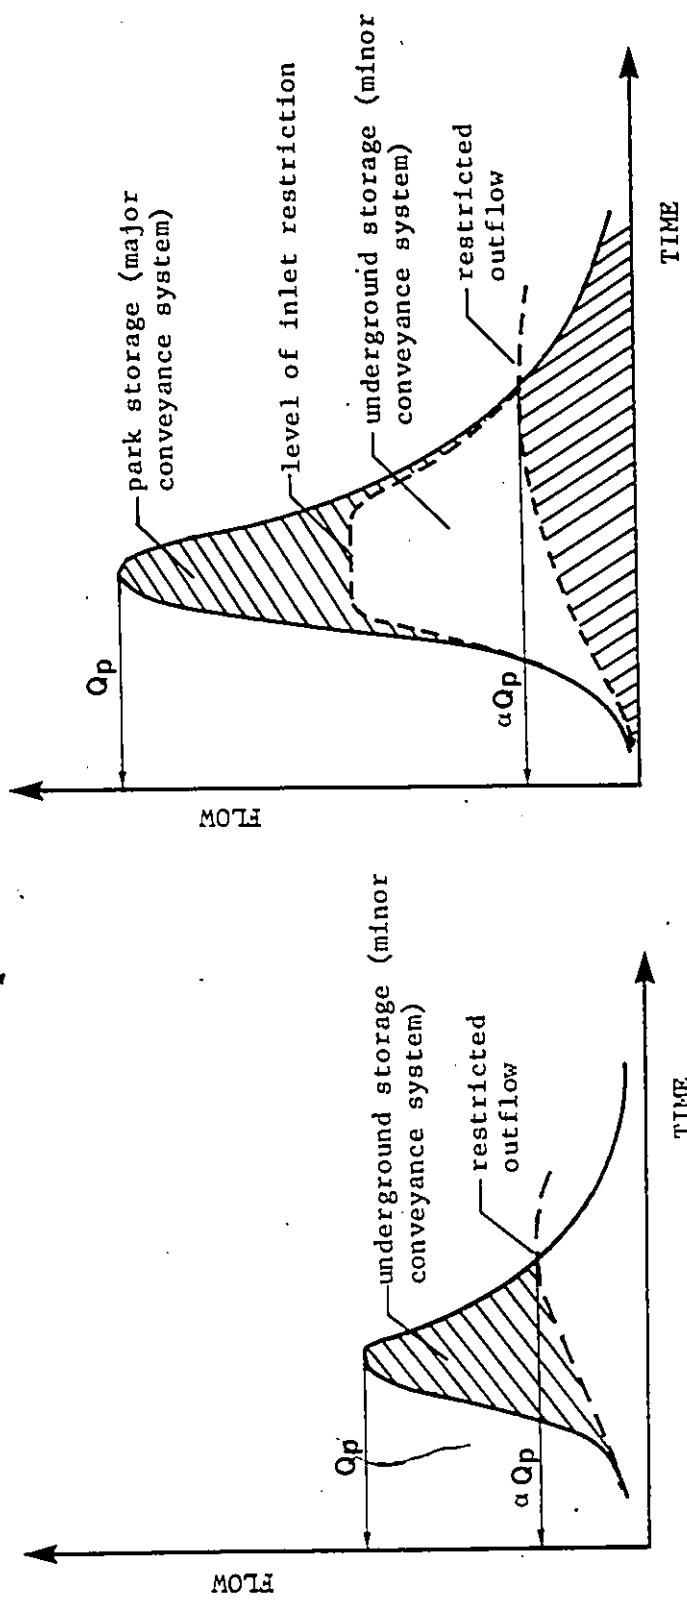 FLOW
Qp
αQp
underground storage (minor
conveyance system)
restricted
outflow
TIME
FLOW
Qp
αQp
park storage (major
conveyance system)
level of inlet restriction
underground storage (minor
conveyance system)
restricted
outflow
TIME